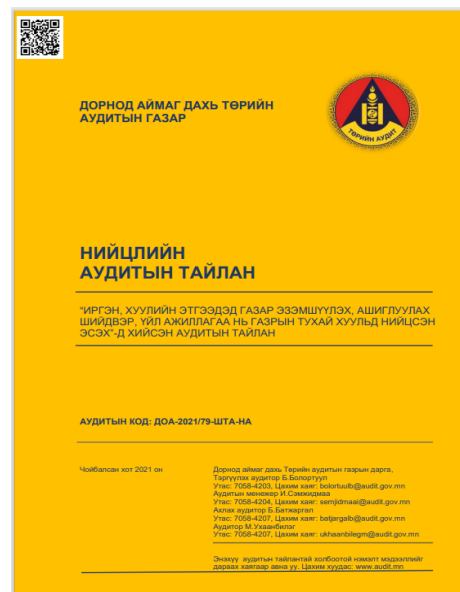 ДОРНОД АЙМАГ ДАХЬ ТӨРИЙН
АУДИТЫН ГАЗАР
ТӨРИЙН АУДИТ
НИЙЦЛИЙН
АУДИТЫН ТАЙЛАН
"ИРГЭН, ХУУЛИЙН ЭТГЭЭДЭД ГАЗАР ЭЗЭМШҮҮЛЭХ, АШИГЛУУЛАХ
ШИЙДВЭР, ҮЙЛ АЖИЛЛАГАА НЬ ГАЗРЫН ТУХАЙ ХУУЛЬД НИЙЦСЭН
ЭСЭХ"-Д ХИЙСЭН АУДИТЫН ТАЙЛАН
АУДИТЫН КОД: ДОА-2021/79-ШТА-НА
Чойбалсан хот 2021 он
Дорнод аймаг дахь Төрийн аудитын газрын дарга,
Тэргүүлэх аудитор Б.Болортуул
Утас: 7058-4203, Цахим хаяг: bolortuulb@audit.gov.mn
Аудитын менежер И.Сэмжидмаа
Утас: 7058-4204, Цахим хаяг: semjidmaai@audit.gov.mn
Ахлах аудитор Б.Батжаргал
Утас: 7058-4207, Цахим хаяг: batjargalb@audit.gov.mn
Аудитор М.Ухаанбилэг
Утас: 7058-4207, Цахим хаяг: ukhaanbilegm@audit.gov.mn
Энэхүү аудитын тайлантай холбоотой нэмэлт мэдээллийг
дараах хаягаар авна уу. Цахим хуудас: www.audit.mn